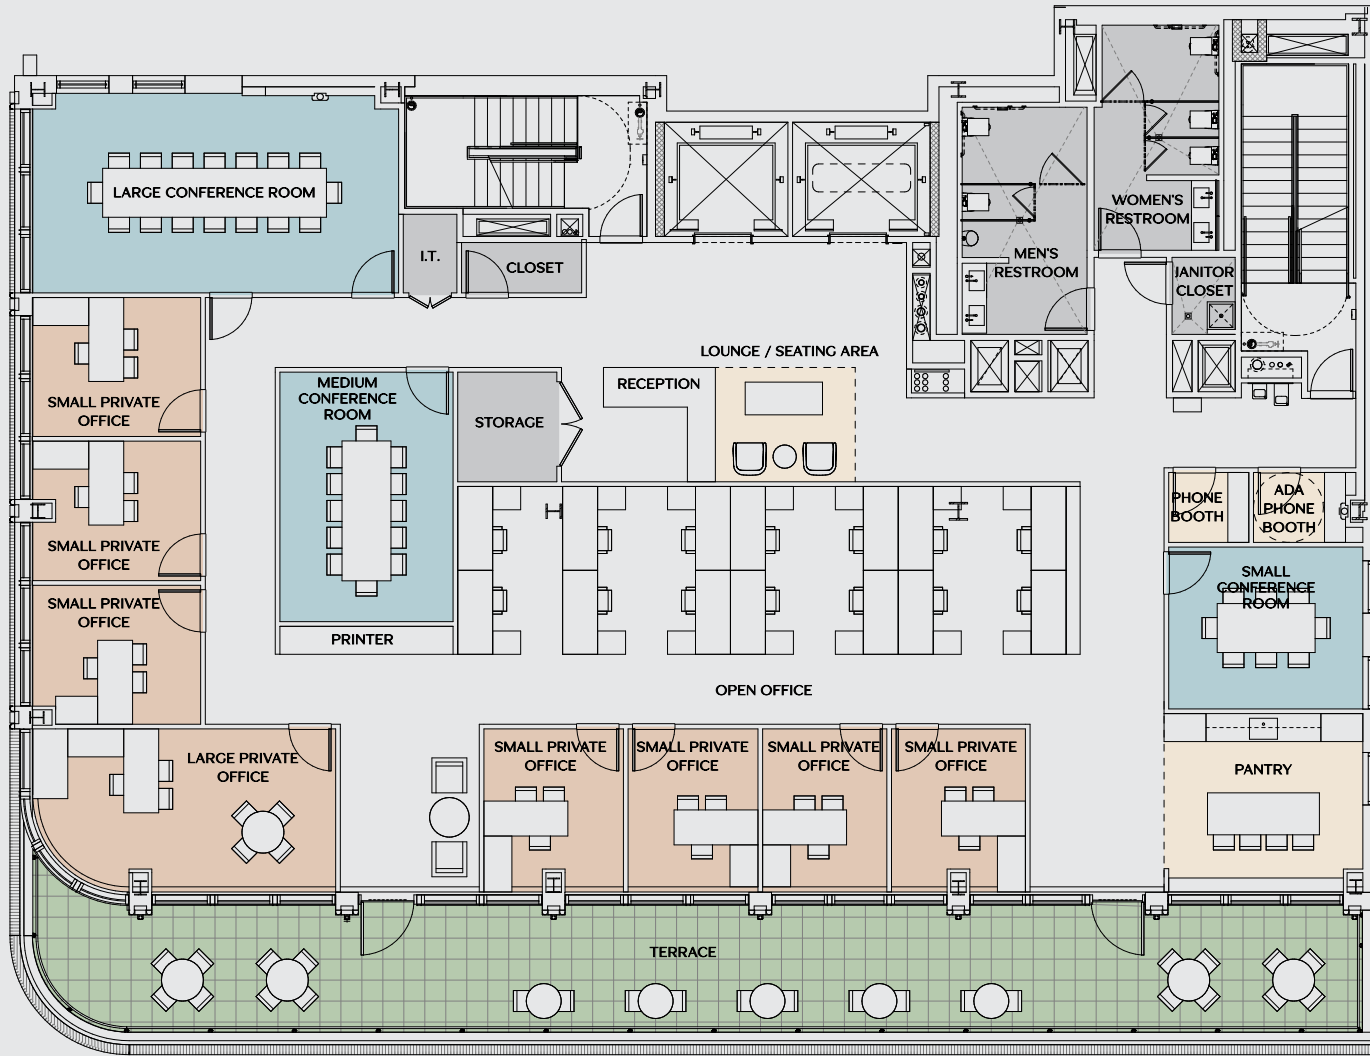 LARGE CONFERENCE ROOM
I.T.
CLOSET
MEN'S
RESTROOM
WOMEN'S
RESTROOM
JANITOR
CLOSET
SMALL PRIVATE
OFFICE
MEDIUM
CONFERENCE
ROOM
STORAGE
RECEPTION
LOUNGE / SEATING AREA
SMALL PRIVATE
OFFICE
PHONE
BOOTH
ADA
PHONE
BOOTH
SMALL PRIVATE
OFFICE
PRINTER
SMALL
CONFERENCE
ROOM
OPEN OFFICE
LARGE PRIVATE
OFFICE
SMALL PRIVATE
OFFICE
SMALL PRIVATE
OFFICE
SMALL PRIVATE
OFFICE
SMALL PRIVATE
OFFICE
PANTRY
TERRACE